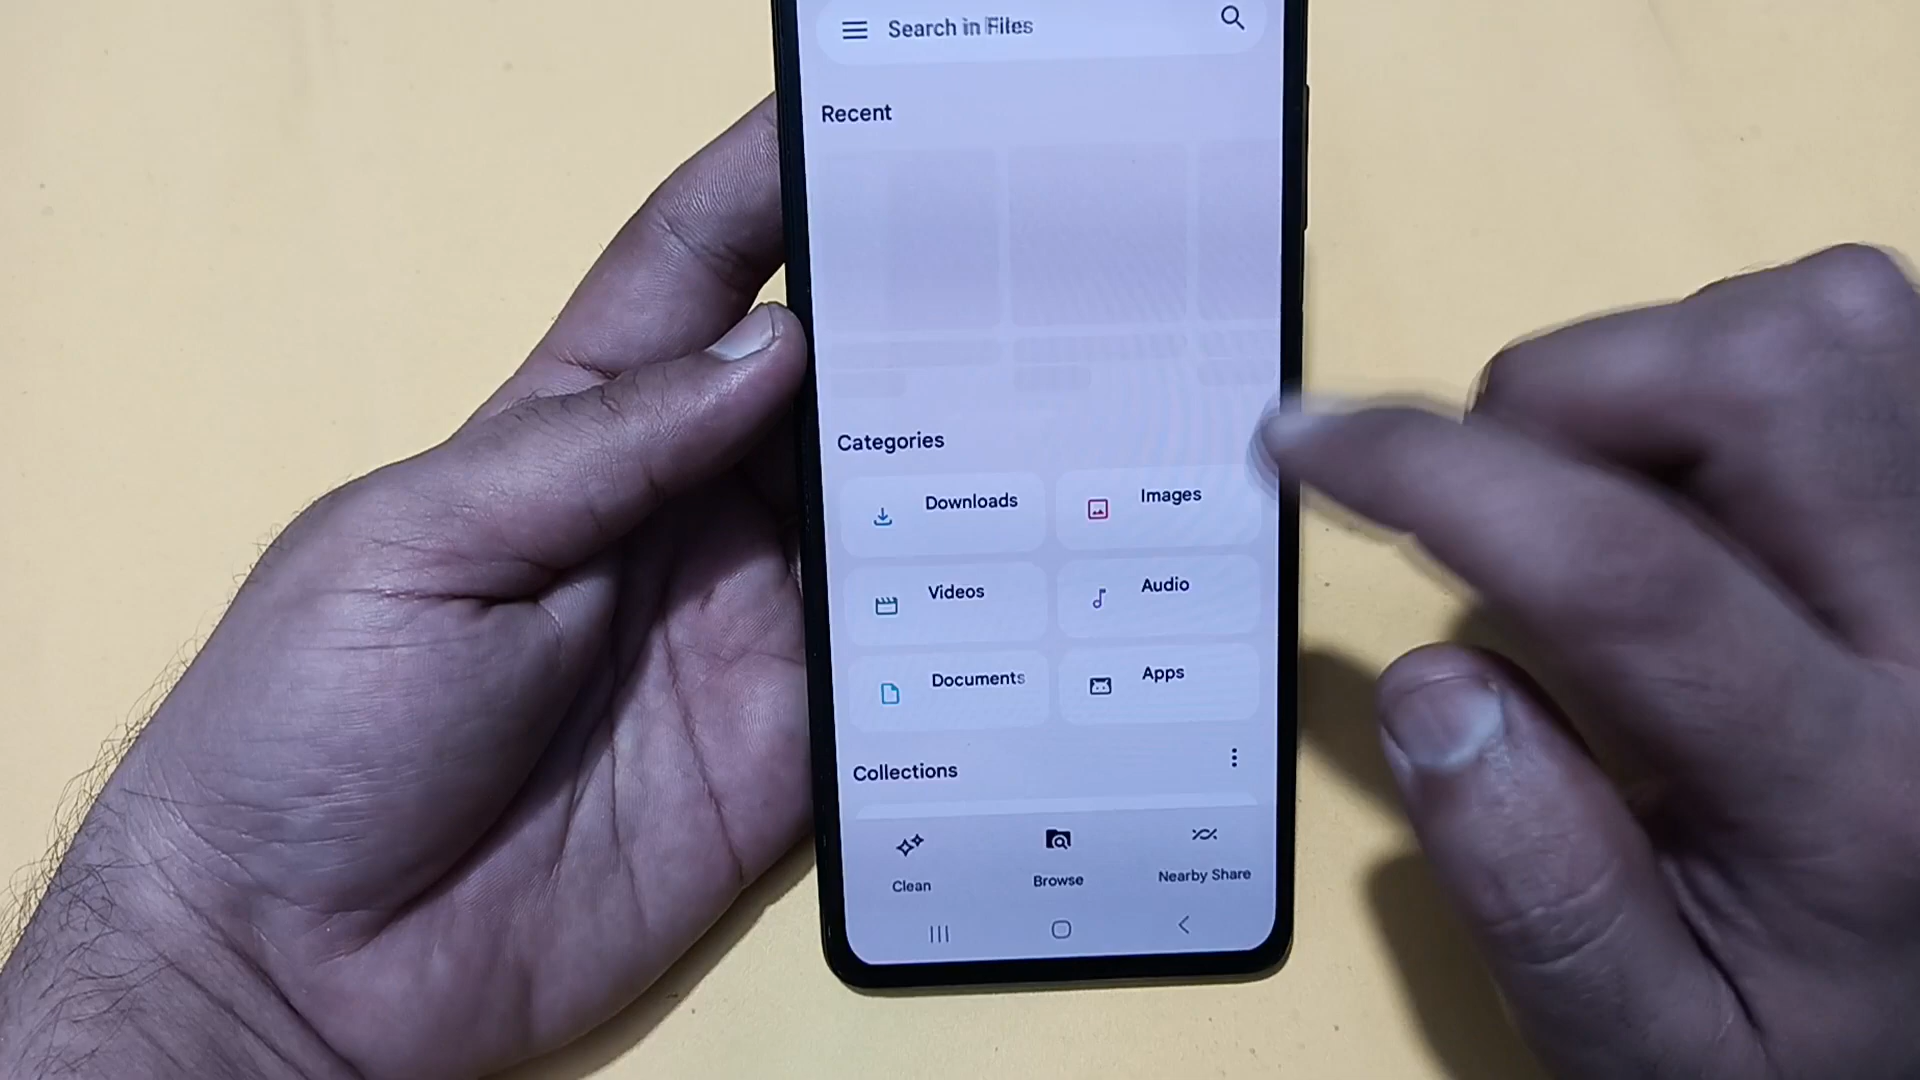 Search in Files
Recent
Categories
Downloads
Images
Videos
Audio
Documents
Apps
Collections
Clean
Browse
Nearby Share